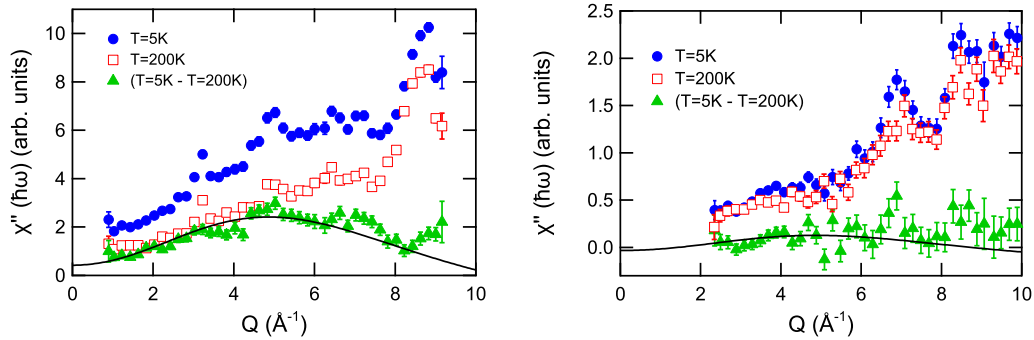 10
8
6
4
2
0
χ" (ħω) (arb. units)
T=5K
T=200K
(T=5K - T=200K)
0 2 4 6 8 10
Q (Å⁻¹)
2.5
2.0
1.5
1.0
0.5
0.0
χ" (ħω) (arb. units)
T=5K
T=200K
(T=5K - T=200K)
0 2 4 6 8 10
Q (Å⁻¹)